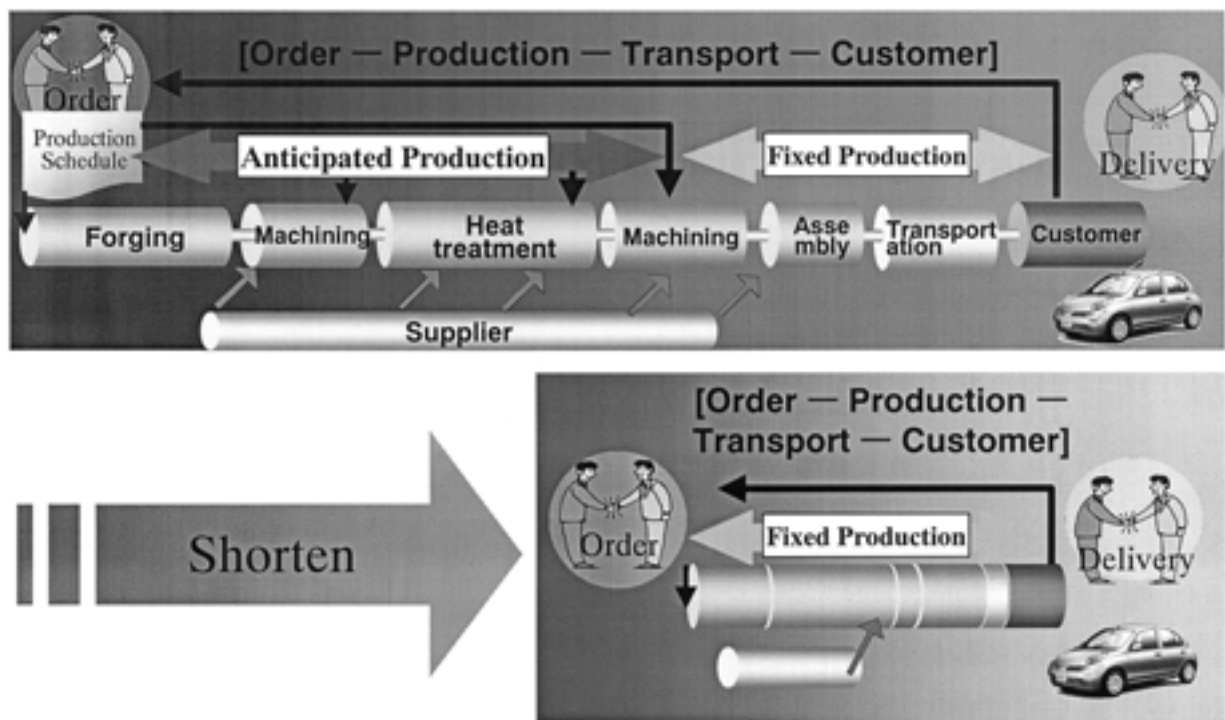 [Order — Production — Transport — Customer]
Order
Production
Schedule
Anticipated Production
Fixed Production
Delivery
Forging
Machining
Heat
treatment
Machining
Asse
mbly
Transport
ation
Customer
Supplier
Shorten
[Order — Production —
Transport — Customer]
Order
Fixed Production
Delivery